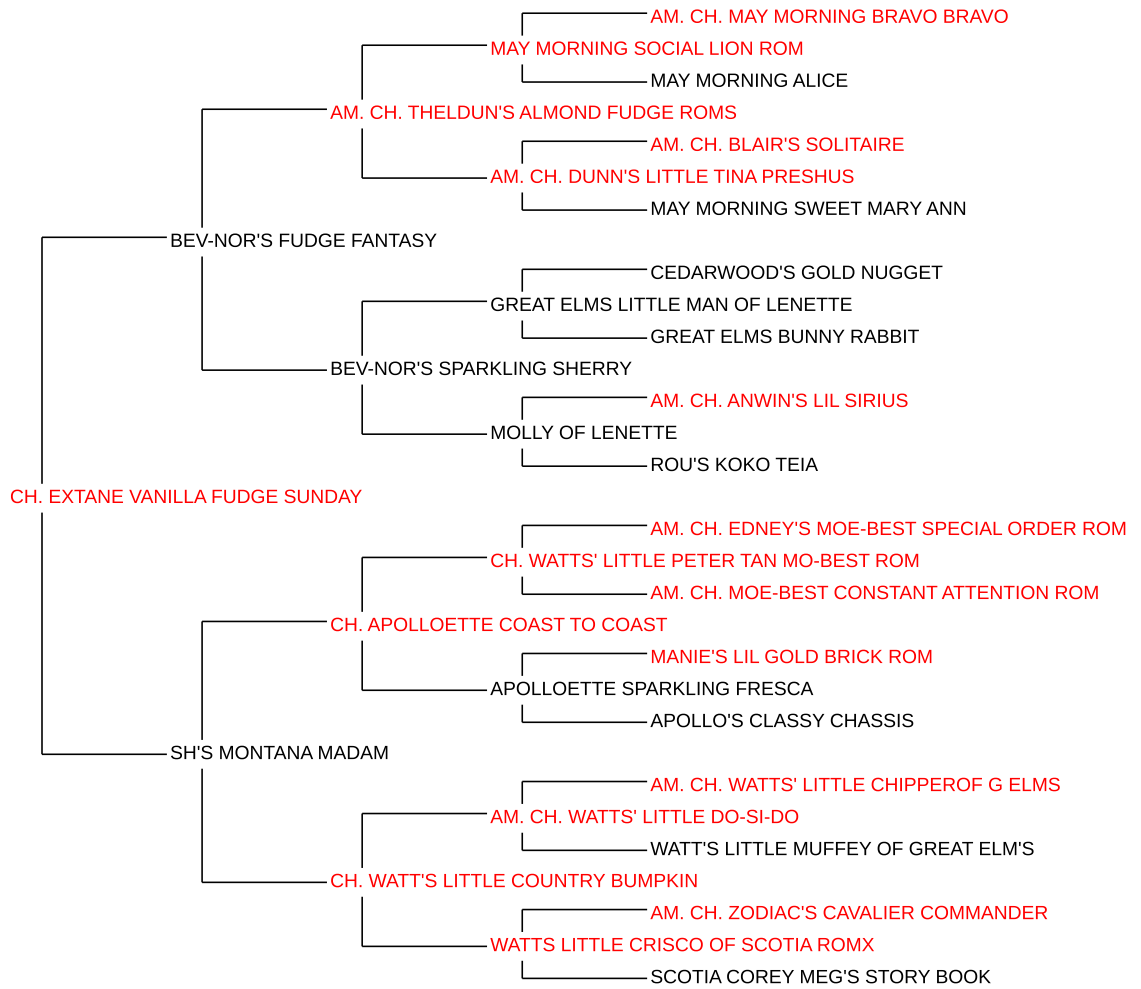 AM. CH. MAY MORNING BRAVO BRAVO
MAY MORNING SOCIAL LION ROM
MAY MORNING ALICE
AM. CH. THELDUN'S ALMOND FUDGE ROMS
AM. CH. BLAIR'S SOLITAIRE
AM. CH. DUNN'S LITTLE TINA PRESHUS
MAY MORNING SWEET MARY ANN
BEV-NOR'S FUDGE FANTASY
CEDARWOOD'S GOLD NUGGET
GREAT ELMS LITTLE MAN OF LENETTE
GREAT ELMS BUNNY RABBIT
BEV-NOR'S SPARKLING SHERRY
AM. CH. ANWIN'S LIL SIRIUS
MOLLY OF LENETTE
ROU'S KOKO TEIA
CH. EXTANE VANILLA FUDGE SUNDAY
AM. CH. EDNEY'S MOE-BEST SPECIAL ORDER ROM
CH. WATTS' LITTLE PETER TAN MO-BEST ROM
AM. CH. MOE-BEST CONSTANT ATTENTION ROM
CH. APOLLOETTE COAST TO COAST
MANIE'S LIL GOLD BRICK ROM
APOLLOETTE SPARKLING FRESCA
APOLLO'S CLASSY CHASSIS
SH'S MONTANA MADAM
AM. CH. WATTS' LITTLE CHIPPEROF G ELMS
AM. CH. WATTS' LITTLE DO-SI-DO
WATT'S LITTLE MUFFEY OF GREAT ELM'S
CH. WATT'S LITTLE COUNTRY BUMPKIN
AM. CH. ZODIAC'S CAVALIER COMMANDER
WATTS LITTLE CRISCO OF SCOTIA ROMX
SCOTIA COREY MEG'S STORY BOOK